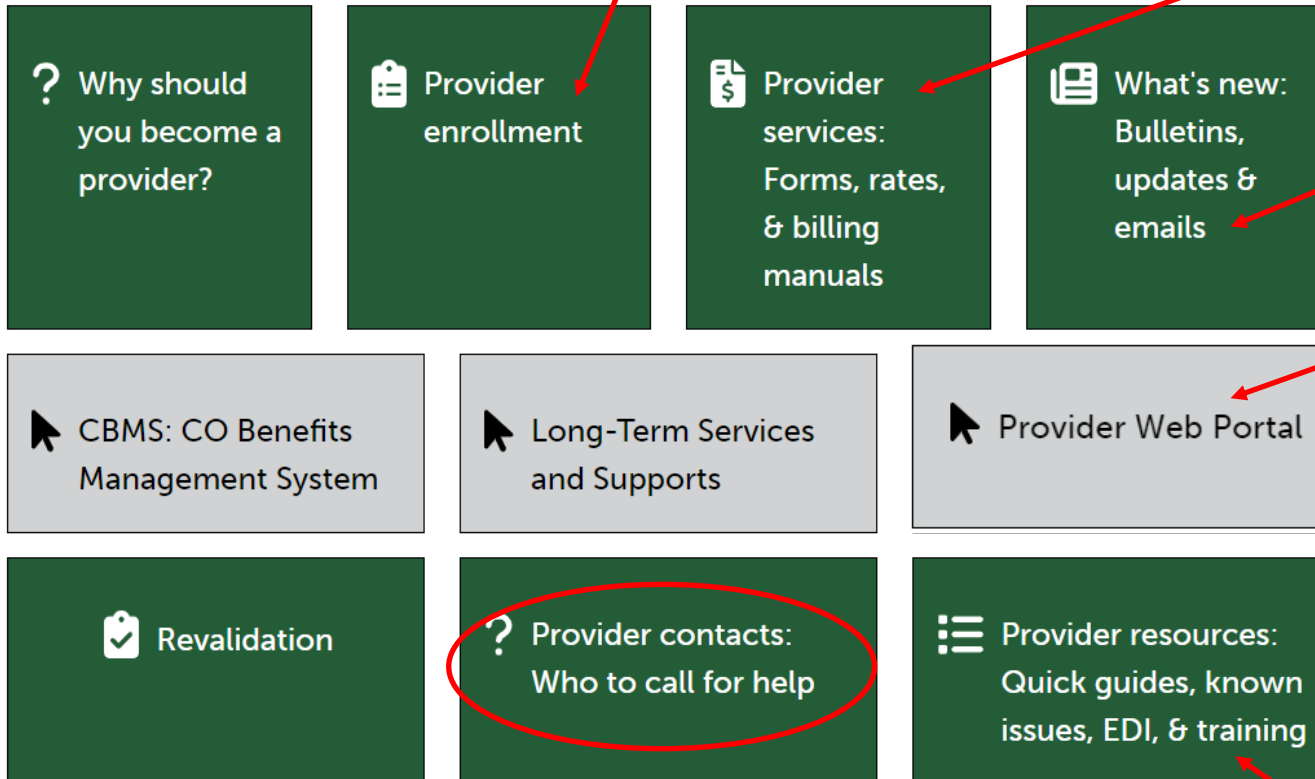 Why should
you become a
provider?
Provider
enrollment
Provider
services:
Forms, rates,
& billing
manuals
What's new:
Bulletins,
updates &
emails
CBMS: CO Benefits
Management System
Long-Term Services
and Supports
Provider Web Portal
Revalidation
Provider contacts:
Who to call for help
Provider resources:
Quick guides, known
issues, EDI, & training